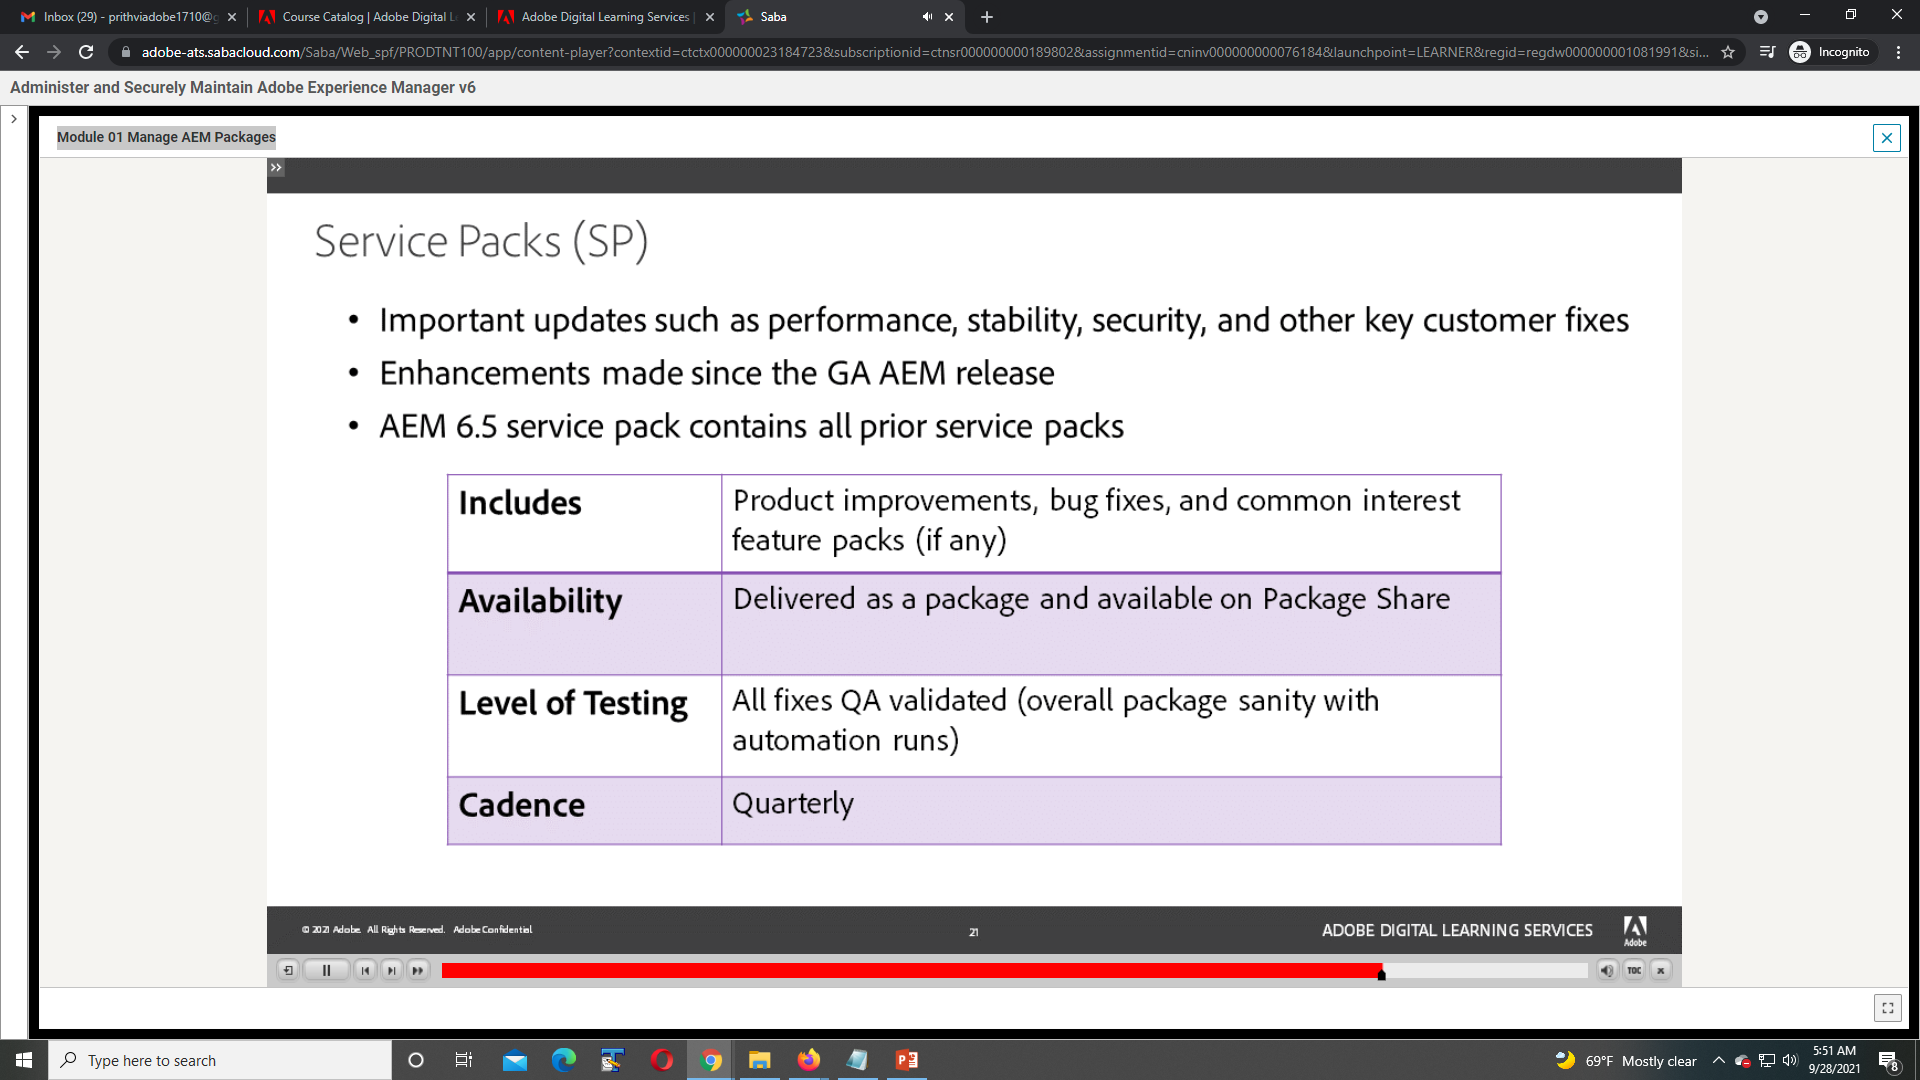 Inbox (29) - prithviadobe1710@g
Course Catalog | Adobe Digital L
Adobe Digital Learning Services |
Saba
adobe-ats.sabacloud.com/Saba/Web_spf/PRODTNT100/app/content-player?contextid=ctctx000000023184723&subscriptionid=ctnsr0000000001898028&assignmentid=cninv000000000076184&launchpoint=LEARNER&regid=regdw000000001081991&si...
Incognito
Administer and Securely Maintain Adobe Experience Manager v6
Module 01 Manage AEM Packages
Service Packs (SP)
• Important updates such as performance, stability, security, and other key customer fixes
• Enhancements made since the GA AEM release
• AEM 6.5 service pack contains all prior service packs
Includes
Product improvements, bug fixes, and common interest
feature packs (if any)
Availability
Delivered as a package and available on Package Share
Level of Testing
All fixes QA validated (overall package sanity with
automation runs)
Cadence
Quarterly
© 2021 Adobe. All Rights Reserved. Adobe Confidential.
21
ADOBE DIGITAL LEARNING SERVICES
Adobe
TOC
Type here to search
69°F Mostly clear
5:51 AM
9/28/2021
8